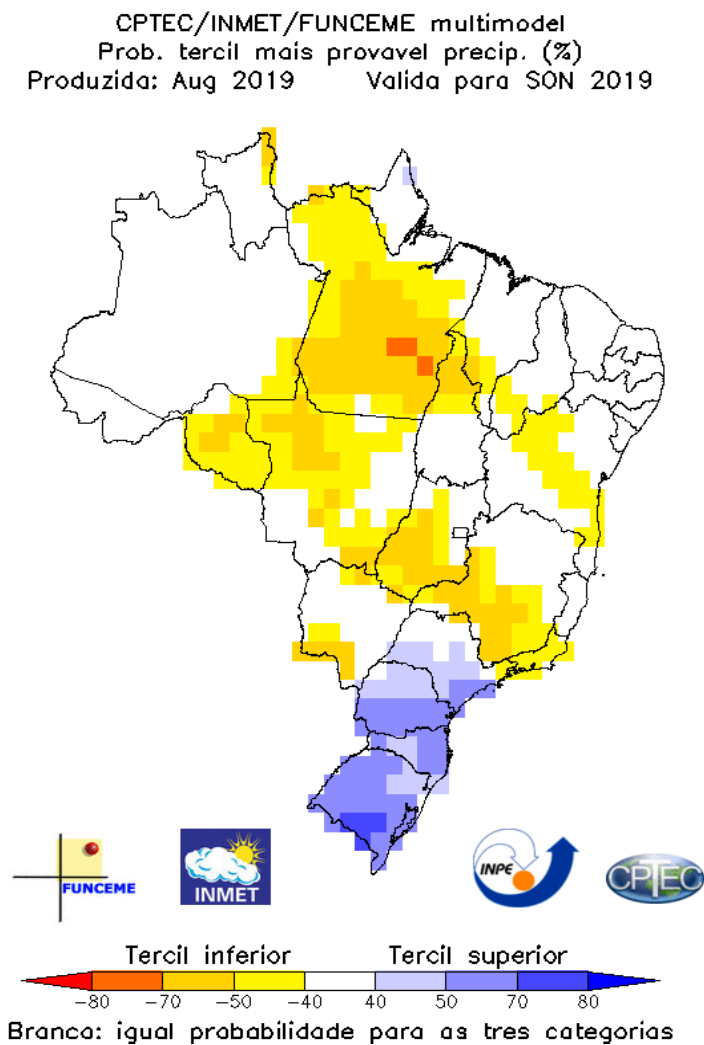 CPTEC/INMET/FUNCEME multimodel
Prob. tercil mais provavel precip. (%)
Produzida: Aug 2019 Valida para SON 2019
FUNCEME
INMET
INPE
CPTEC
Tercil inferior Tercil superior
-80 -70 -50 -40 40 50 70 80
Branca: igual probabilidade para as tres categorias